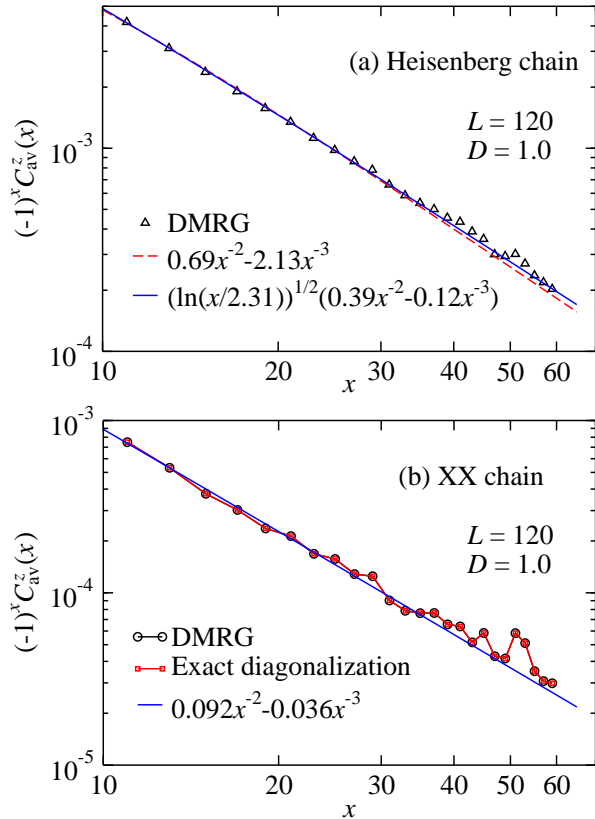 (a) Heisenberg chain
L = 120
D = 1.0
(-1)^x C^z_av(x)
10^-3
10^-4
△ DMRG
0.69x^-2-2.13x^-3
(ln(x/2.31))^1/2(0.39x^-2-0.12x^-3)
10 20 30 40 50 60
x
(b) XX chain
L = 120
D = 1.0
(-1)^x C^z_av(x)
10^-3
10^-4
10^-5
DMRG
Exact diagonalization
0.092x^-2-0.036x^-3
10 20 30 40 50 60
x